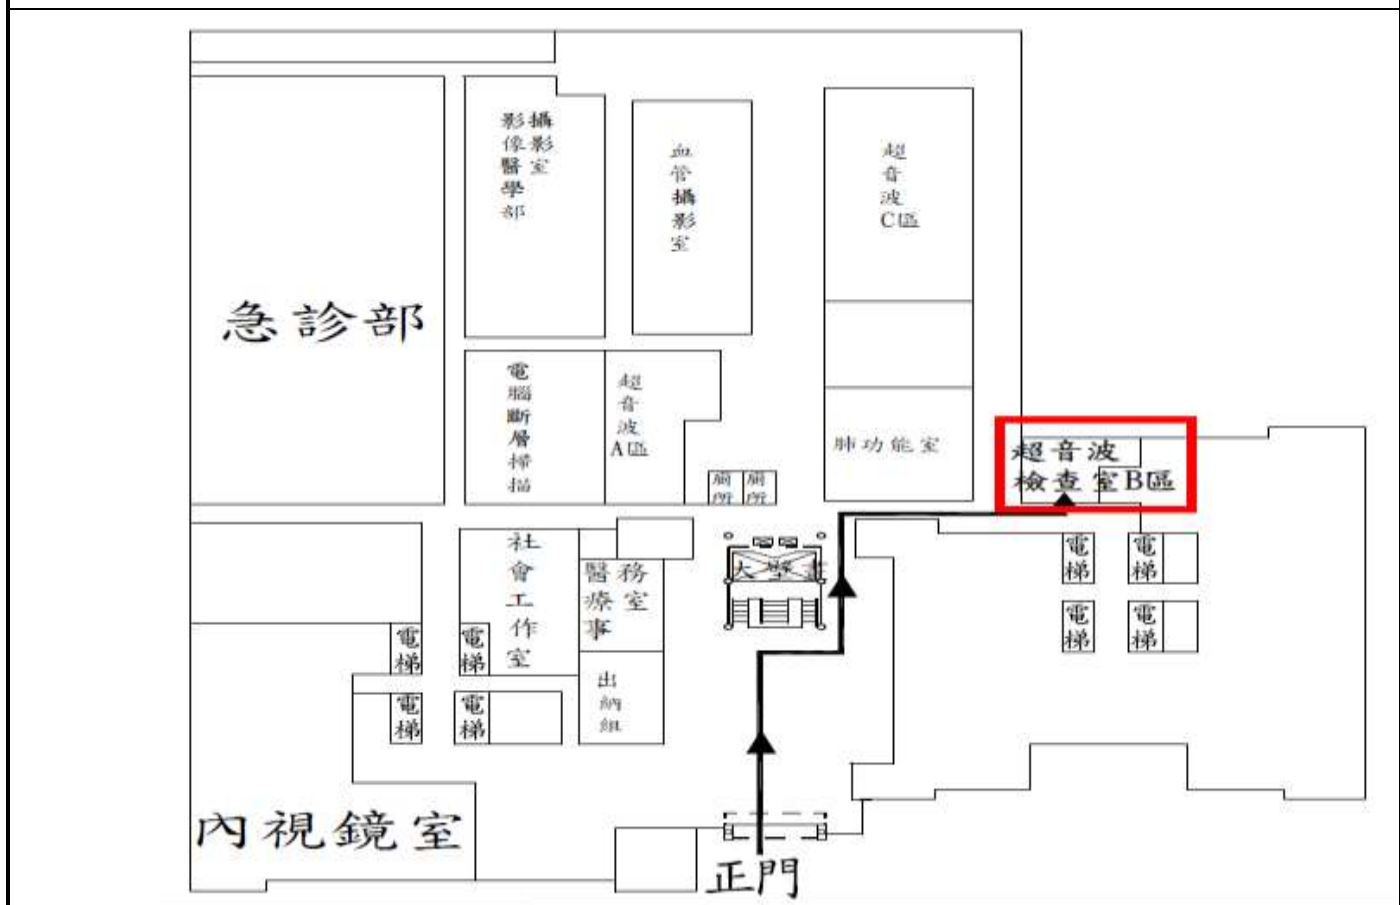 影像醫學部
攝影室
血管攝影室
超音波C區
急診部
電腦斷層掃描
超音波A區
肺功能室
超音波
檢查室B區
廁所
廁所
社會工作室
醫療事
務室
大壁畫
電梯
電梯
電梯
電梯
電梯
電梯
電梯
電梯
出納組
內視鏡室
正門